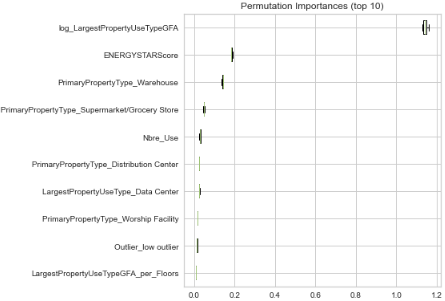 Permutation Importances (top 10)
log_LargestPropertyUseTypeGFA
ENERGYSTARScore
PrimaryPropertyType_Warehouse
PrimaryPropertyType_Supermarket/Grocery Store
Nbre_Use
PrimaryPropertyType_Distribution Center
LargestPropertyUseType_Data Center
PrimaryPropertyType_Worship Facility
Outlier_low outlier
LargestPropertyUseTypeGFA_per_Floors
0.0 0.2 0.4 0.6 0.8 1.0 1.2